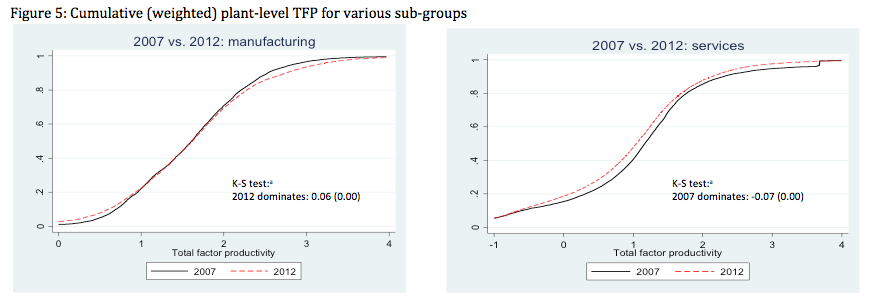 Figure 5: Cumulative (weighted) plant-level TFP for various sub-groups
2007 vs. 2012: manufacturing
1
.8
.6
.4
.2
0
K-S test:ª
2012 dominates: 0.06 (0.00)
0 1 2 3 4
Total factor productivity
2007 2012
2007 vs. 2012: services
1
.8
.6
.4
.2
0
K-S test:ª
2007 dominates: -0.07 (0.00)
-1 0 1 2 3 4
Total factor productivity
2007 2012